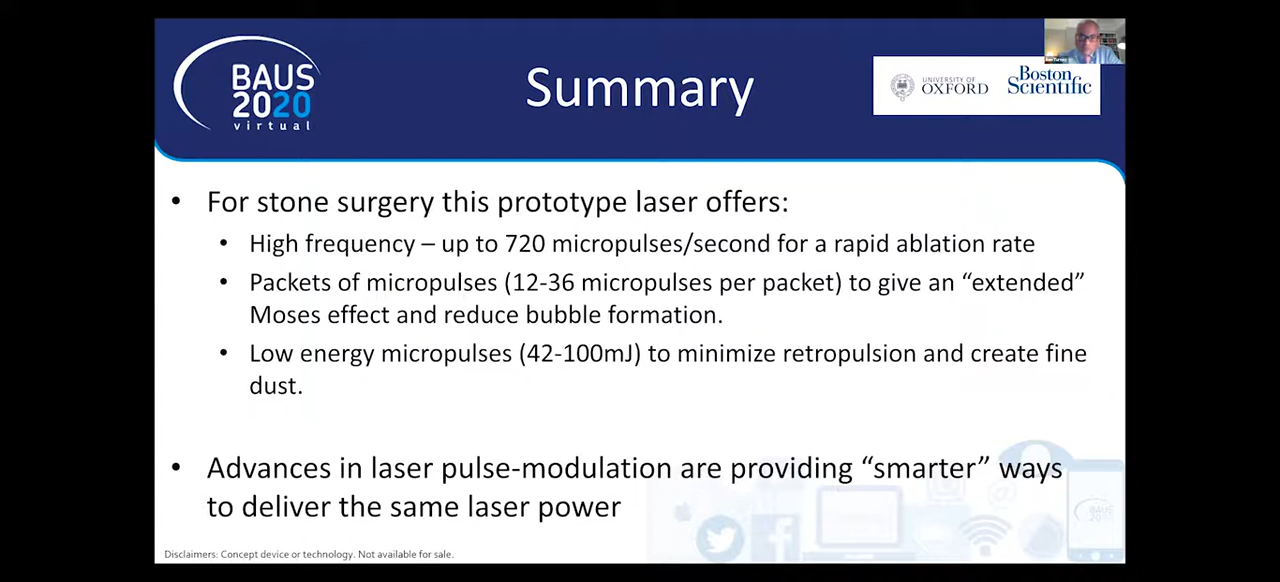 BAUS
2020
virtual
Summary
UNIVERSITY OF
OXFORD
Boston
Scientific
• For stone surgery this prototype laser offers:
• High frequency – up to 720 micropulses/second for a rapid ablation rate
• Packets of micropulses (12-36 micropulses per packet) to give an “extended”
Moses effect and reduce bubble formation.
• Low energy micropulses (42-100mJ) to minimize retropulsion and create fine
dust.
• Advances in laser pulse-modulation are providing “smarter” ways
to deliver the same laser power
BAUS
2020
Disclaimers: Concept device or technology. Not available for sale.